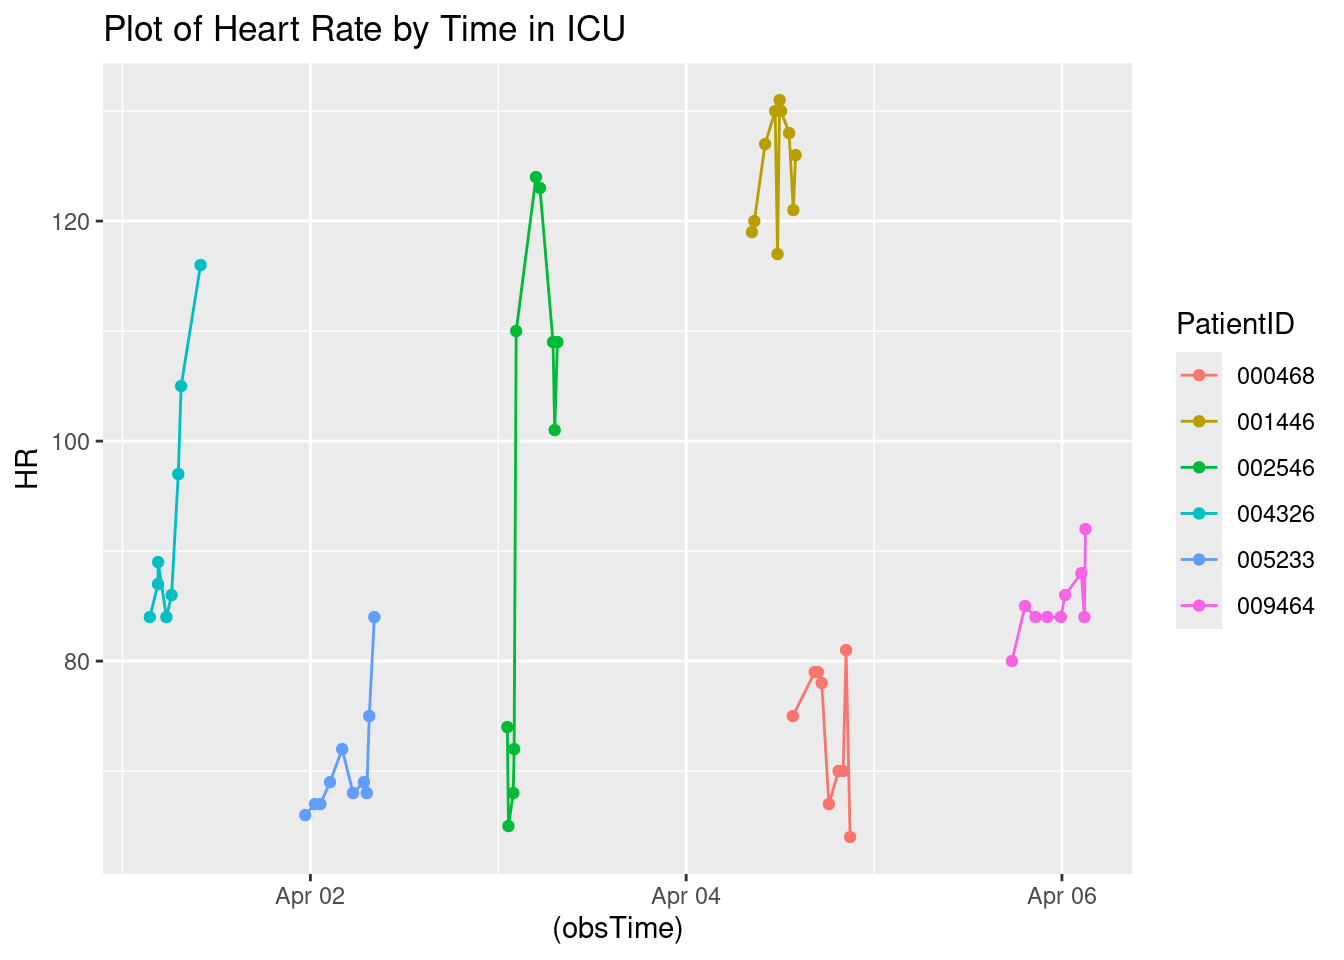 Plot of Heart Rate by Time in ICU
HR
120
100
80
Apr 02
Apr 04
Apr 06
(obsTime)
PatientID
000468
001446
002546
004326
005233
009464